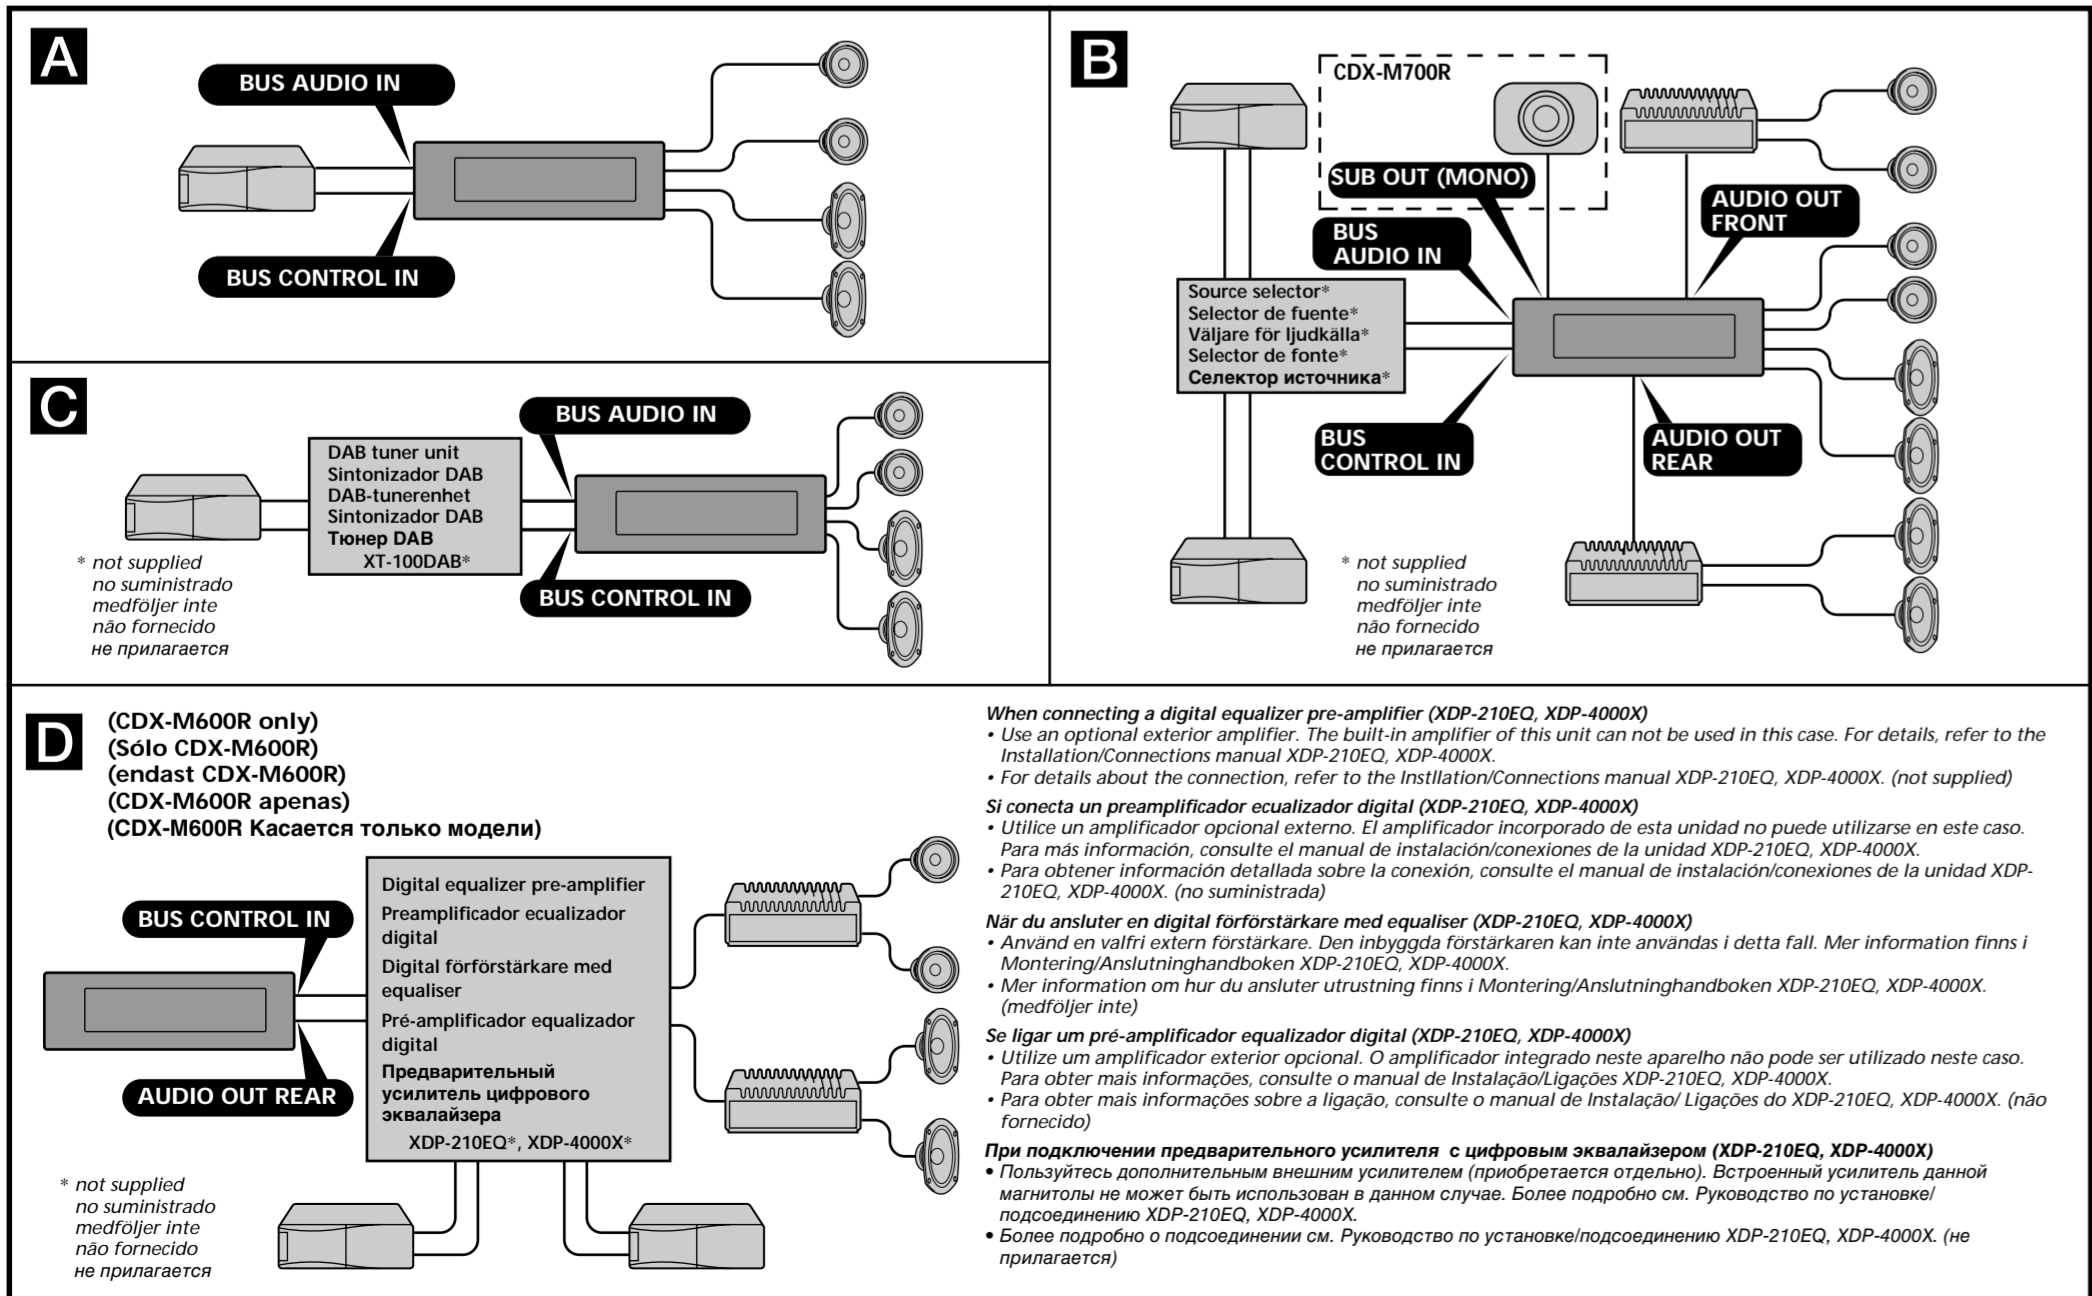 A
BUS AUDIO IN
BUS CONTROL IN
B
CDX-M700R
SUB OUT (MONO)
AUDIO OUT
FRONT
BUS
AUDIO IN
Source selector*
Selector de fuente*
Väljare för ljudkälla*
Selector de fonte*
Селектор источника*
BUS
CONTROL IN
AUDIO OUT
REAR
* not supplied
no suministrado
medföljer inte
não fornecido
не прилагается
C
BUS AUDIO IN
DAB tuner unit
Sintonizador DAB
DAB-tunerenhet
Sintonizador DAB
Тюнер DAB
XT-100DAB*
BUS CONTROL IN
* not supplied
no suministrado
medföljer inte
não fornecido
не прилагается
D
(CDX-M600R only)
(Sólo CDX-M600R)
(endast CDX-M600R)
(CDX-M600R apenas)
(CDX-M600R Касается только модели)
BUS CONTROL IN
AUDIO OUT REAR
Digital equalizer pre-amplifier
Preamplificador ecualizador
digital
Digital förförstärkare med
equaliser
Pré-amplificador equalizador
digital
Предварительный
усилитель цифрового
эквалайзера
XDP-210EQ*, XDP-4000X*
* not supplied
no suministrado
medföljer inte
não fornecido
не прилагается
When connecting a digital equalizer pre-amplifier (XDP-210EQ, XDP-4000X)
• Use an optional exterior amplifier. The built-in amplifier of this unit can not be used in this case. For details, refer to the
Installation/Connections manual XDP-210EQ, XDP-4000X.
• For details about the connection, refer to the Instllation/Connections manual XDP-210EQ, XDP-4000X. (not supplied)
Si conecta un preamplificador ecualizador digital (XDP-210EQ, XDP-4000X)
• Utilice un amplificador opcional externo. El amplificador incorporado de esta unidad no puede utilizarse en este caso.
Para más información, consulte el manual de instalación/conexiones de la unidad XDP-210EQ, XDP-4000X.
• Para obtener información detallada sobre la conexión, consulte el manual de instalación/conexiones de la unidad XDP-
210EQ, XDP-4000X. (no suministrada)
När du ansluter en digital förförstärkare med equaliser (XDP-210EQ, XDP-4000X)
• Använd en valfri extern förstärkare. Den inbyggda förstärkaren kan inte användas i detta fall. Mer information finns i
Montering/Anslutninghandboken XDP-210EQ, XDP-4000X.
• Mer information om hur du ansluter utrustning finns i Montering/Anslutninghandboken XDP-210EQ, XDP-4000X.
(medföljer inte)
Se ligar um pré-amplificador equalizador digital (XDP-210EQ, XDP-4000X)
• Utilize um amplificador exterior opcional. O amplificador integrado neste aparelho não pode ser utilizado neste caso.
Para obter mais informações, consulte o manual de Instalação/Ligações XDP-210EQ, XDP-4000X.
• Para obter mais informações sobre a ligação, consulte o manual de Instalação/ Ligações do XDP-210EQ, XDP-4000X. (não
fornecido)
При подключении предварительного усилителя с цифровым эквалайзером (XDP-210EQ, XDP-4000X)
• Пользуйтесь дополнительным внешним усилителем (приобретается отдельно). Встроенный усилитель данной
магнитолы не может быть использован в данном случае. Более подробно см. Руководство по установке/
подсоединению XDP-210EQ, XDP-4000X.
• Более подробно о подсоединении см. Руководство по установке/подсоединению XDP-210EQ, XDP-4000X. (не
прилагается)